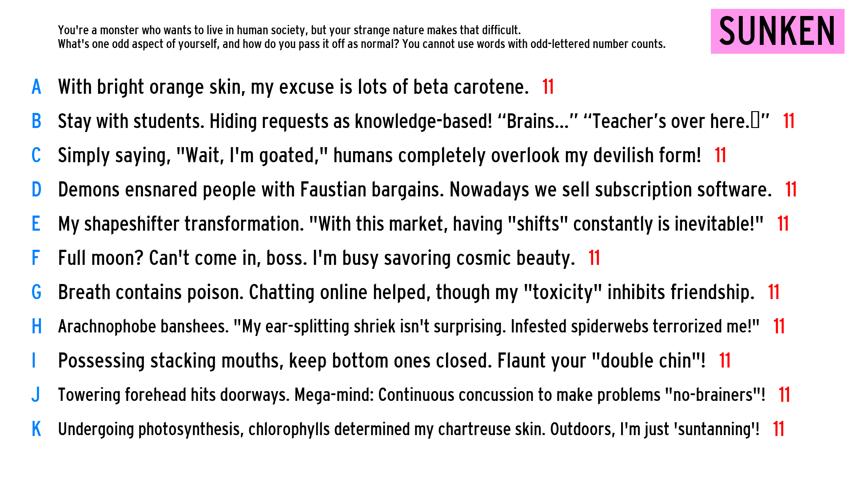 You're a monster who wants to live in human society, but your strange nature makes that difficult.
What's one odd aspect of yourself, and how do you pass it off as normal? You cannot use words with odd-lettered number counts.
SUNKEN
A With bright orange skin, my excuse is lots of beta carotene. 11
B Stay with students. Hiding requests as knowledge-based! “Brains...” “Teacher’s over here.▯” 11
C Simply saying, "Wait, I'm goated," humans completely overlook my devilish form! 11
D Demons ensnared people with Faustian bargains. Nowadays we sell subscription software. 11
E My shapeshifter transformation. "With this market, having "shifts" constantly is inevitable!" 11
F Full moon? Can't come in, boss. I'm busy savoring cosmic beauty. 11
G Breath contains poison. Chatting online helped, though my "toxicity" inhibits friendship. 11
H Arachnophobe banshees. "My ear-splitting shriek isn't surprising. Infested spiderwebs terrorized me!" 11
I Possessing stacking mouths, keep bottom ones closed. Flaunt your "double chin"! 11
J Towering forehead hits doorways. Mega-mind: Continuous concussion to make problems "no-brainers"! 11
K Undergoing photosynthesis, chlorophylls determined my chartreuse skin. Outdoors, I'm just 'suntanning'! 11